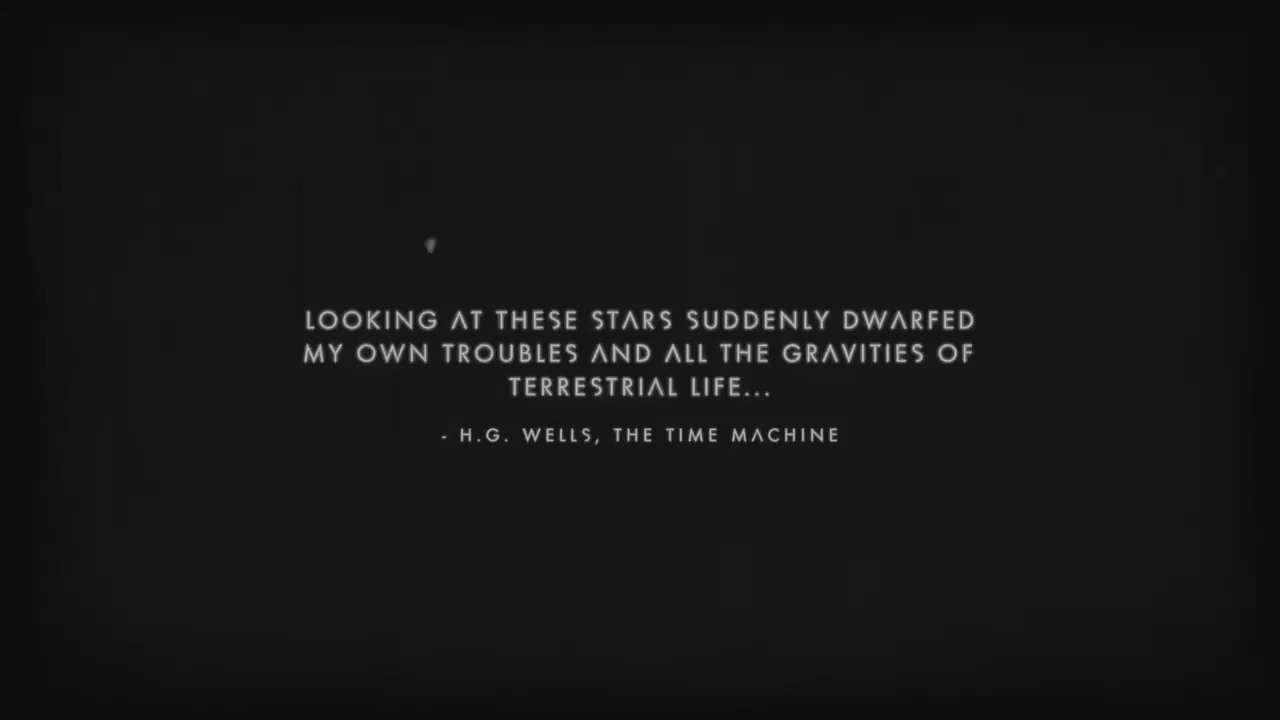 LOOKING AT THESE STARS SUDDENLY DWARFED
MY OWN TROUBLES AND ALL THE GRAVITIES OF
TERRESTRIAL LIFE...
- H.G. WELLS, THE TIME MACHINE